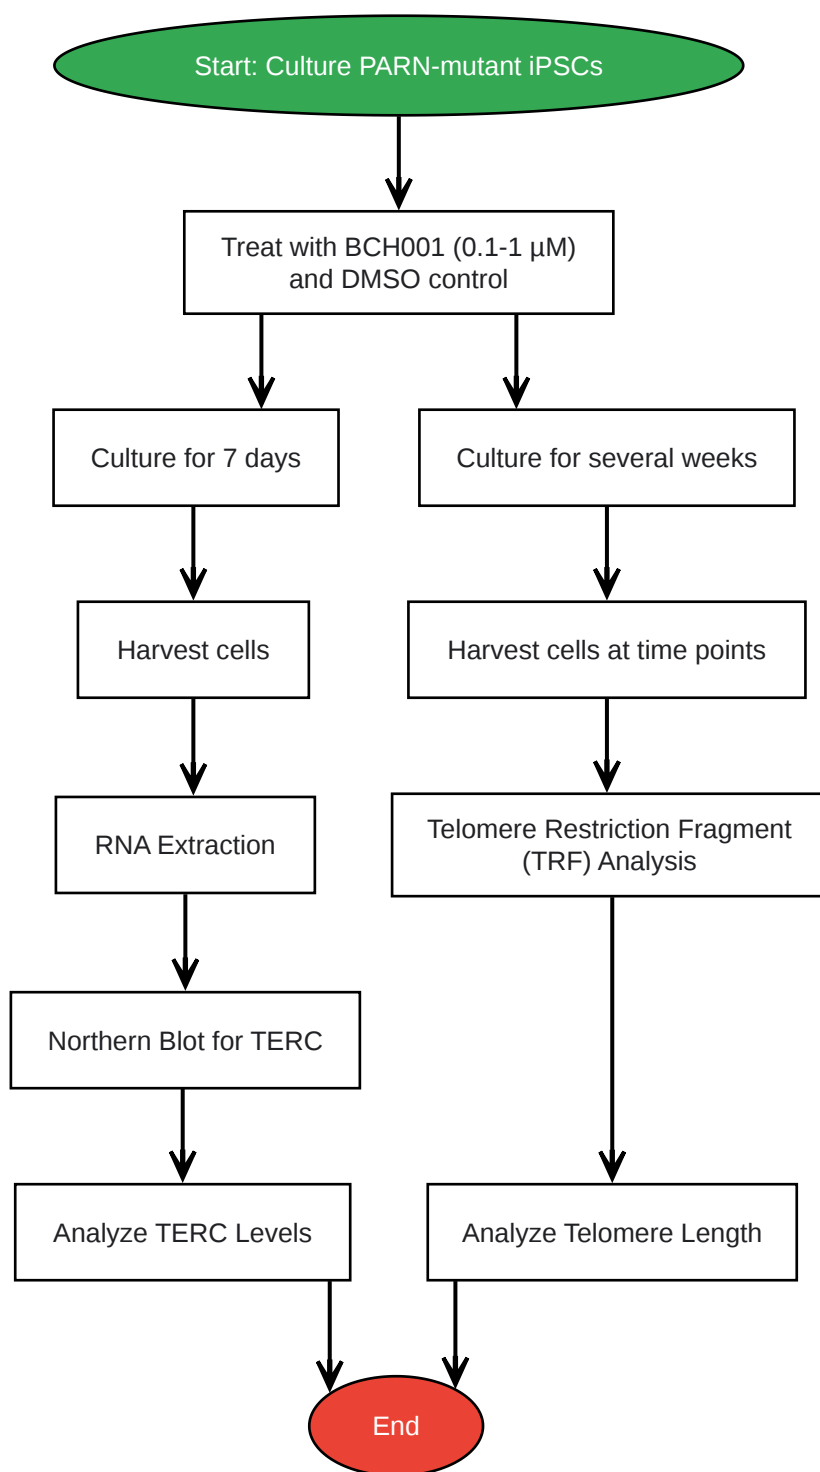 Start: Culture PARN-mutant iPSCs
Treat with BCH001 (0.1-1 µM)
and DMSO control
Culture for 7 days
Culture for several weeks
Harvest cells
Harvest cells at time points
RNA Extraction
Telomere Restriction Fragment
(TRF) Analysis
Northern Blot for TERC
Analyze TERC Levels
Analyze Telomere Length
End